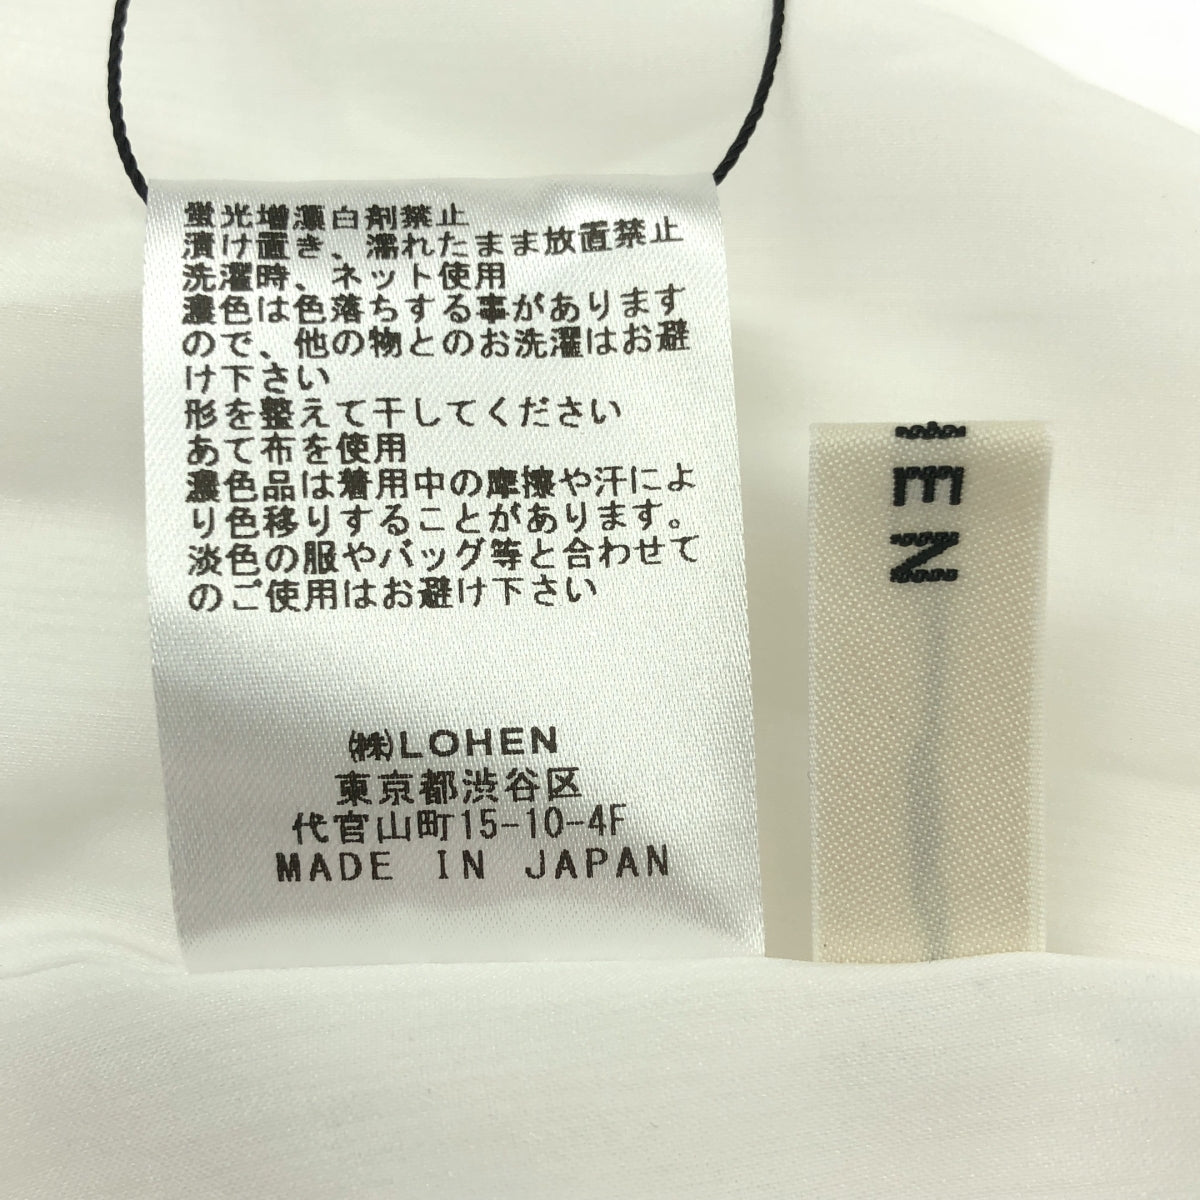 蛍光増漂白剤禁止
漬け置き、濡れたまま放置禁止
洗濯時、ネット使用
濃色は色落ちする事があります
ので、他の物とのお洗濯はお避
け下さい
形を整えて干してください
あて布を使用
濃色品は着用中の摩擦や汗によ
り色移りすることがあります。
淡色の服やバッグ等と合わせて
のご使用はお避け下さい
㈱LOHEN
東京都渋谷区
代官山町15-10-4F
MADE IN JAPAN
EN